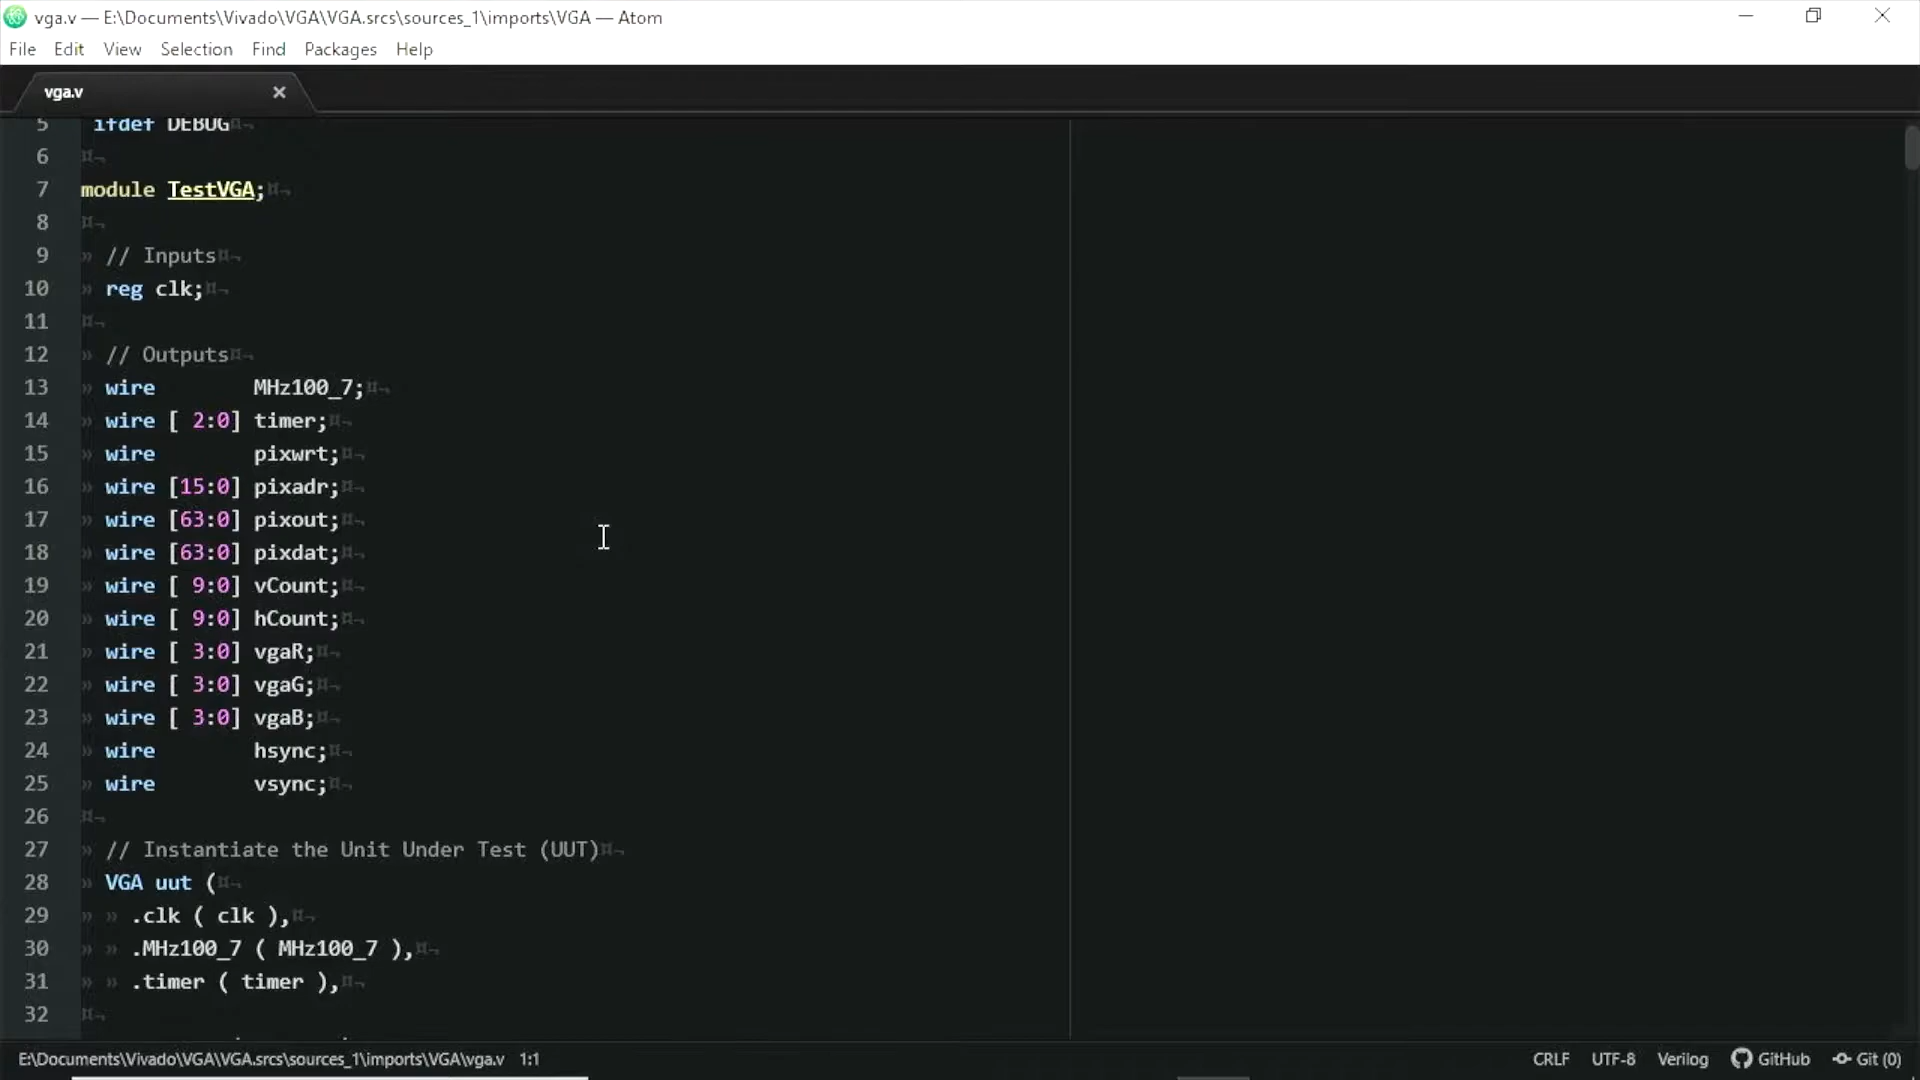 vga.v — E:\Documents\Vivado\VGA\VGA.srcs\sources_1\imports\VGA — Atom
File Edit View Selection Find Packages Help
vga.v
5 ifdef DEBUG
6
7 module TestVGA;
8
9 // Inputs
10 reg clk;
11
12 // Outputs
13 wire MHz100_7;
14 wire [ 2:0] timer;
15 wire pixwrt;
16 wire [15:0] pixadr;
17 wire [63:0] pixout;
18 wire [63:0] pixdat;
19 wire [ 9:0] vCount;
20 wire [ 9:0] hCount;
21 wire [ 3:0] vgaR;
22 wire [ 3:0] vgaG;
23 wire [ 3:0] vgaB;
24 wire hsync;
25 wire vsync;
26
27 // Instantiate the Unit Under Test (UUT)
28 VGA uut (
29 .clk ( clk ),
30 .MHz100_7 ( MHz100_7 ),
31 .timer ( timer ),
32
E:\Documents\Vivado\VGA\VGA.srcs\sources_1\imports\VGA\vga.v 1:1 CRLF UTF-8 Verilog GitHub Git (0)